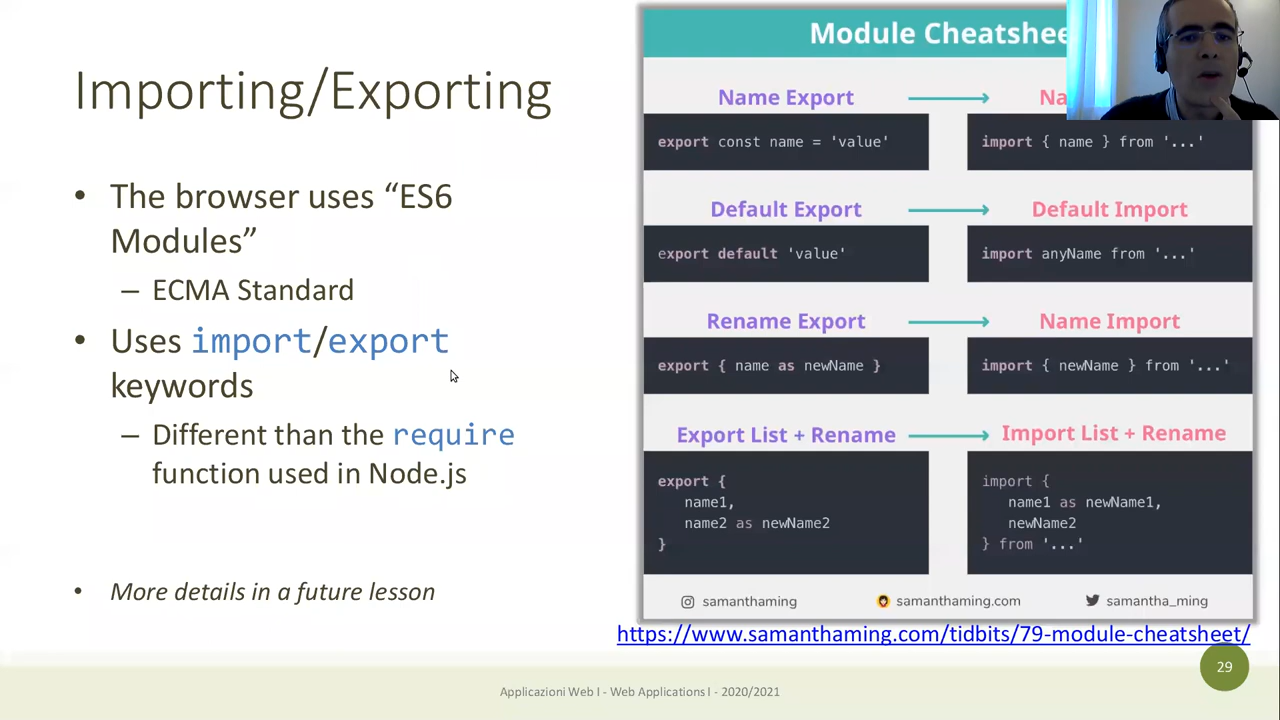 Importing/Exporting
• The browser uses “ES6
Modules”
– ECMA Standard
• Uses import/export
keywords
– Different than the require
function used in Node.js
• More details in a future lesson
Module Cheatshee
Name Export
Na
export const name = 'value'
import { name } from '...'
Default Export
Default Import
export default 'value'
import anyName from '...'
Rename Export
Name Import
export { name as newName }
import { newName } from '...'
Export List + Rename
Import List + Rename
export {
name1,
name2 as newName2
}
import {
name1 as newName1,
newName2
} from '...'
samanthaming
samanthaming.com
samantha_ming
https://www.samanthaming.com/tidbits/79-module-cheatsheet/
29
Applicazioni Web I - Web Applications I - 2020/2021